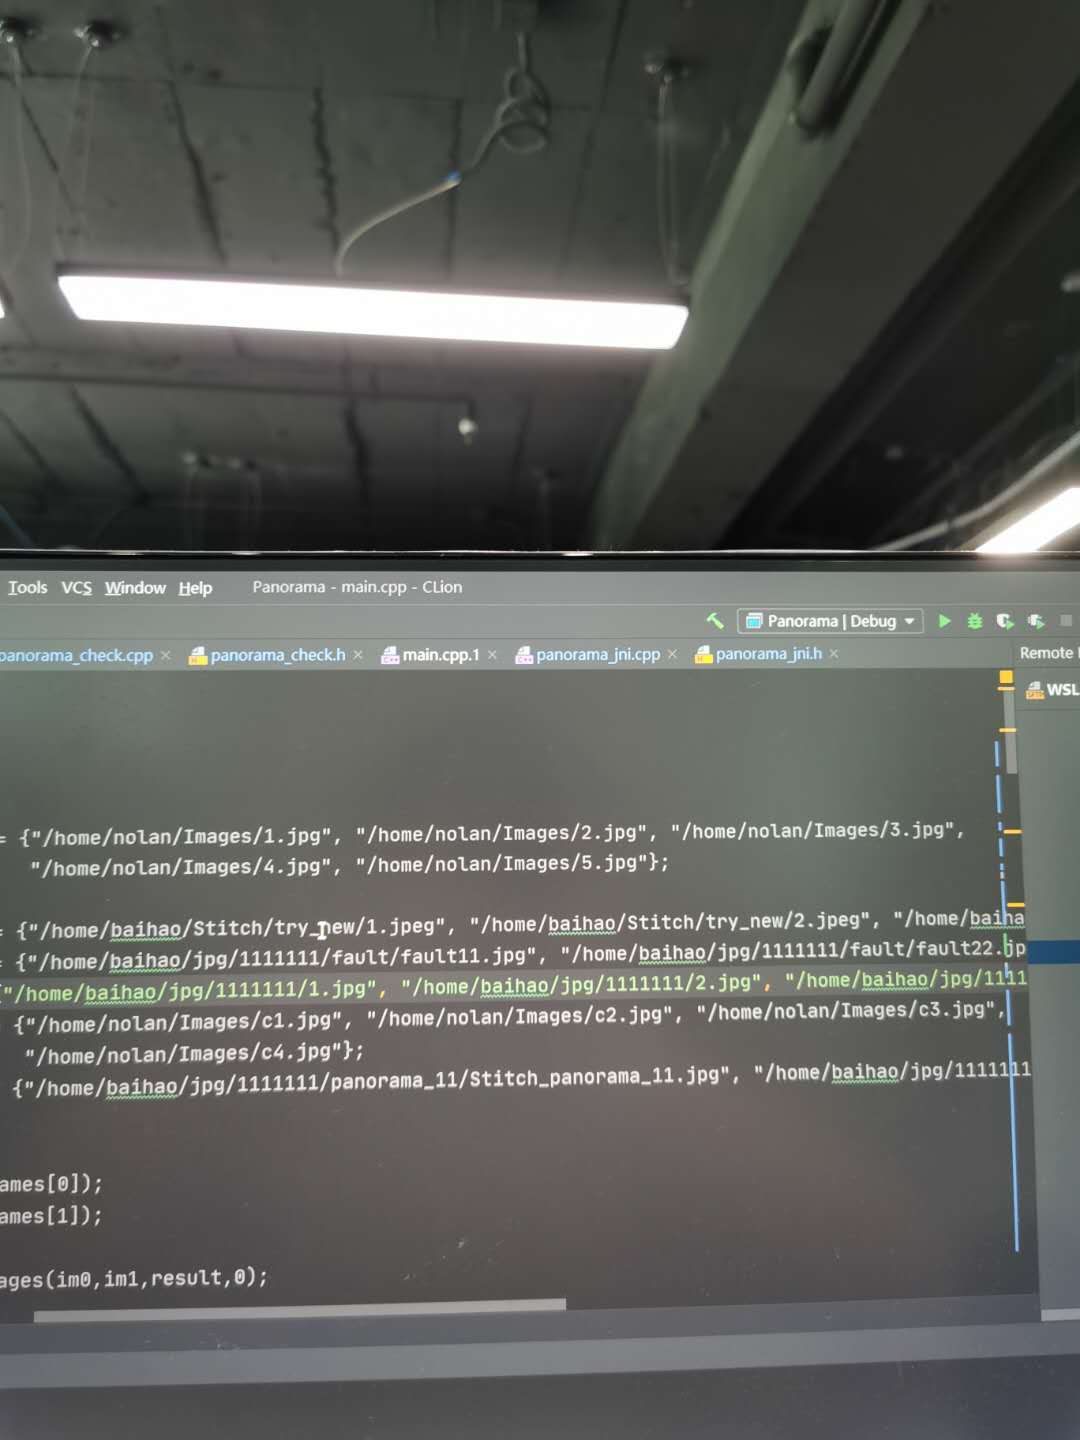 Tools VCS Window Help Panorama - main.cpp - CLion
Panorama | Debug
panorama_check.cpp panorama_check.h main.cpp.1 panorama_jni.cpp panorama_jni.h Remote
WSL
= {"/home/nolan/Images/1.jpg", "/home/nolan/Images/2.jpg", "/home/nolan/Images/3.jpg",
"/home/nolan/Images/4.jpg", "/home/nolan/Images/5.jpg"};
= {"/home/baihao/Stitch/try_new/1.jpeg", "/home/baihao/Stitch/try_new/2.jpeg", "/home/baiha
= {"/home/baihao/jpg/1111111/fault/fault11.jpg", "/home/baihao/jpg/1111111/fault/fault22.jp
{"/home/baihao/jpg/1111111/1.jpg", "/home/baihao/jpg/1111111/2.jpg", "/home/baihao/jpg/1111
{"/home/nolan/Images/c1.jpg", "/home/nolan/Images/c2.jpg", "/home/nolan/Images/c3.jpg",
"/home/nolan/Images/c4.jpg"};
{"/home/baihao/jpg/1111111/panorama_11/Stitch_panorama_11.jpg", "/home/baihao/jpg/1111111
ames[0]);
ames[1]);
ages(im0,im1,result,0);